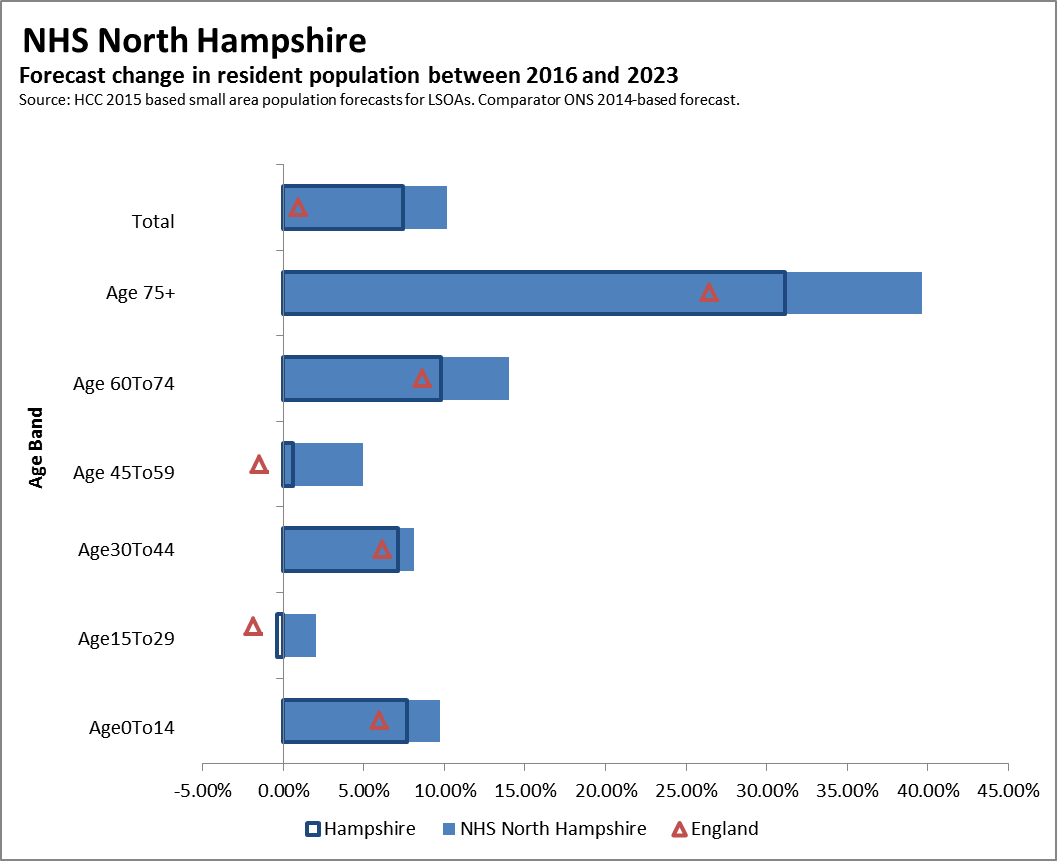 NHS North Hampshire
Forecast change in resident population between 2016 and 2023
Source: HCC 2015 based small area population forecasts for LSOAs. Comparator ONS 2014-based forecast.
Total
Age 75+
Age 60To74
Age Band
Age 45To59
Age30To44
Age15To29
Age0To14
-5.00% 0.00% 5.00% 10.00% 15.00% 20.00% 25.00% 30.00% 35.00% 40.00% 45.00%
Hampshire NHS North Hampshire England